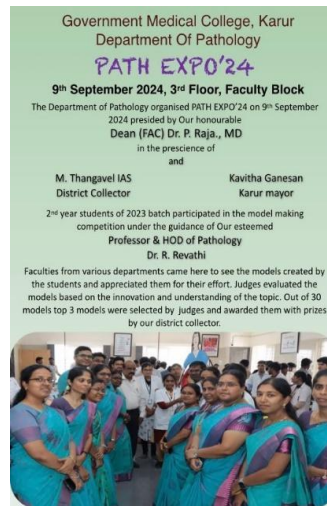 Government Medical College, Karur
Department Of Pathology
PATH EXPO'24
9th September 2024, 3rd Floor, Faculty Block
The Department of Pathology organised PATH EXPO'24 on 9th September
2024 presided by Our honourable
Dean (FAC) Dr. P. Raja., MD
in the prescience of
and
M. Thangavel IAS Kavitha Ganesan
District Collector Karur mayor
2nd year students of 2023 batch participated in the model making
competition under the guidance of Our esteemed
Professor & HOD of Pathology
Dr. R. Revathi
Faculties from various departments came here to see the models created by
the students and appreciated them for their effort. Judges evaluated the
models based on the innovation and understanding of the topic. Out of 30
models top 3 models were selected by judges and awarded them with prizes
by our district collector.